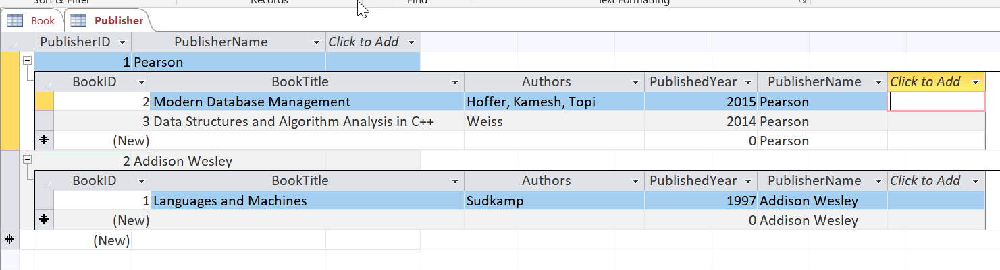 Sort & Filter Records Find Text Formatting
Book Publisher
PublisherID PublisherName Click to Add
1 Pearson
BookID BookTitle Authors PublishedYear PublisherName Click to Add
2 Modern Database Management Hoffer, Kamesh, Topi 2015 Pearson
3 Data Structures and Algorithm Analysis in C++ Weiss 2014 Pearson
* (New) 0 Pearson
2 Addison Wesley
BookID BookTitle Authors PublishedYear PublisherName Click to Add
1 Languages and Machines Sudkamp 1997 Addison Wesley
* (New) 0 Addison Wesley
* (New)